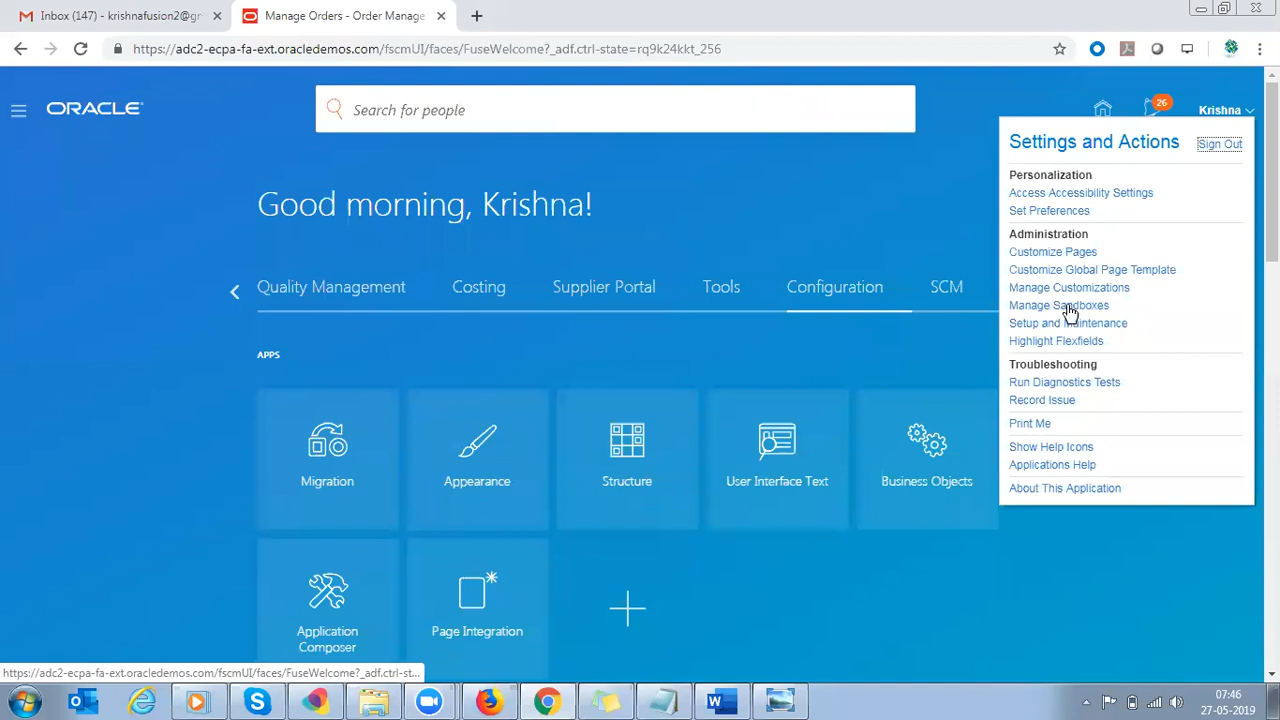 Inbox (147) - krishnafusion2@gr
Manage Orders - Order Manage
https://adc2-ecpa-fa-ext.oracledemos.com/fscmUI/faces/FuseWelcome?_adf.ctrl-state=rq9k24kkt_256
ORACLE
Search for people
26
Krishna
Settings and Actions
Sign Out
Personalization
Access Accessibility Settings
Set Preferences
Administration
Customize Pages
Customize Global Page Template
Manage Customizations
Manage Sandboxes
Setup and Maintenance
Highlight Flexfields
Troubleshooting
Run Diagnostics Tests
Record Issue
Print Me
Show Help Icons
Applications Help
About This Application
Good morning, Krishna!
Quality Management
Costing
Supplier Portal
Tools
Configuration
SCM
APPS
Migration
Appearance
Structure
User Interface Text
Business Objects
Application
Composer
Page Integration
https://adc2-ecpa-fa-ext.oracledemos.com/fscmUI/faces/FuseWelcome?_adf.ctrl-st...
07:46
27-05-2019